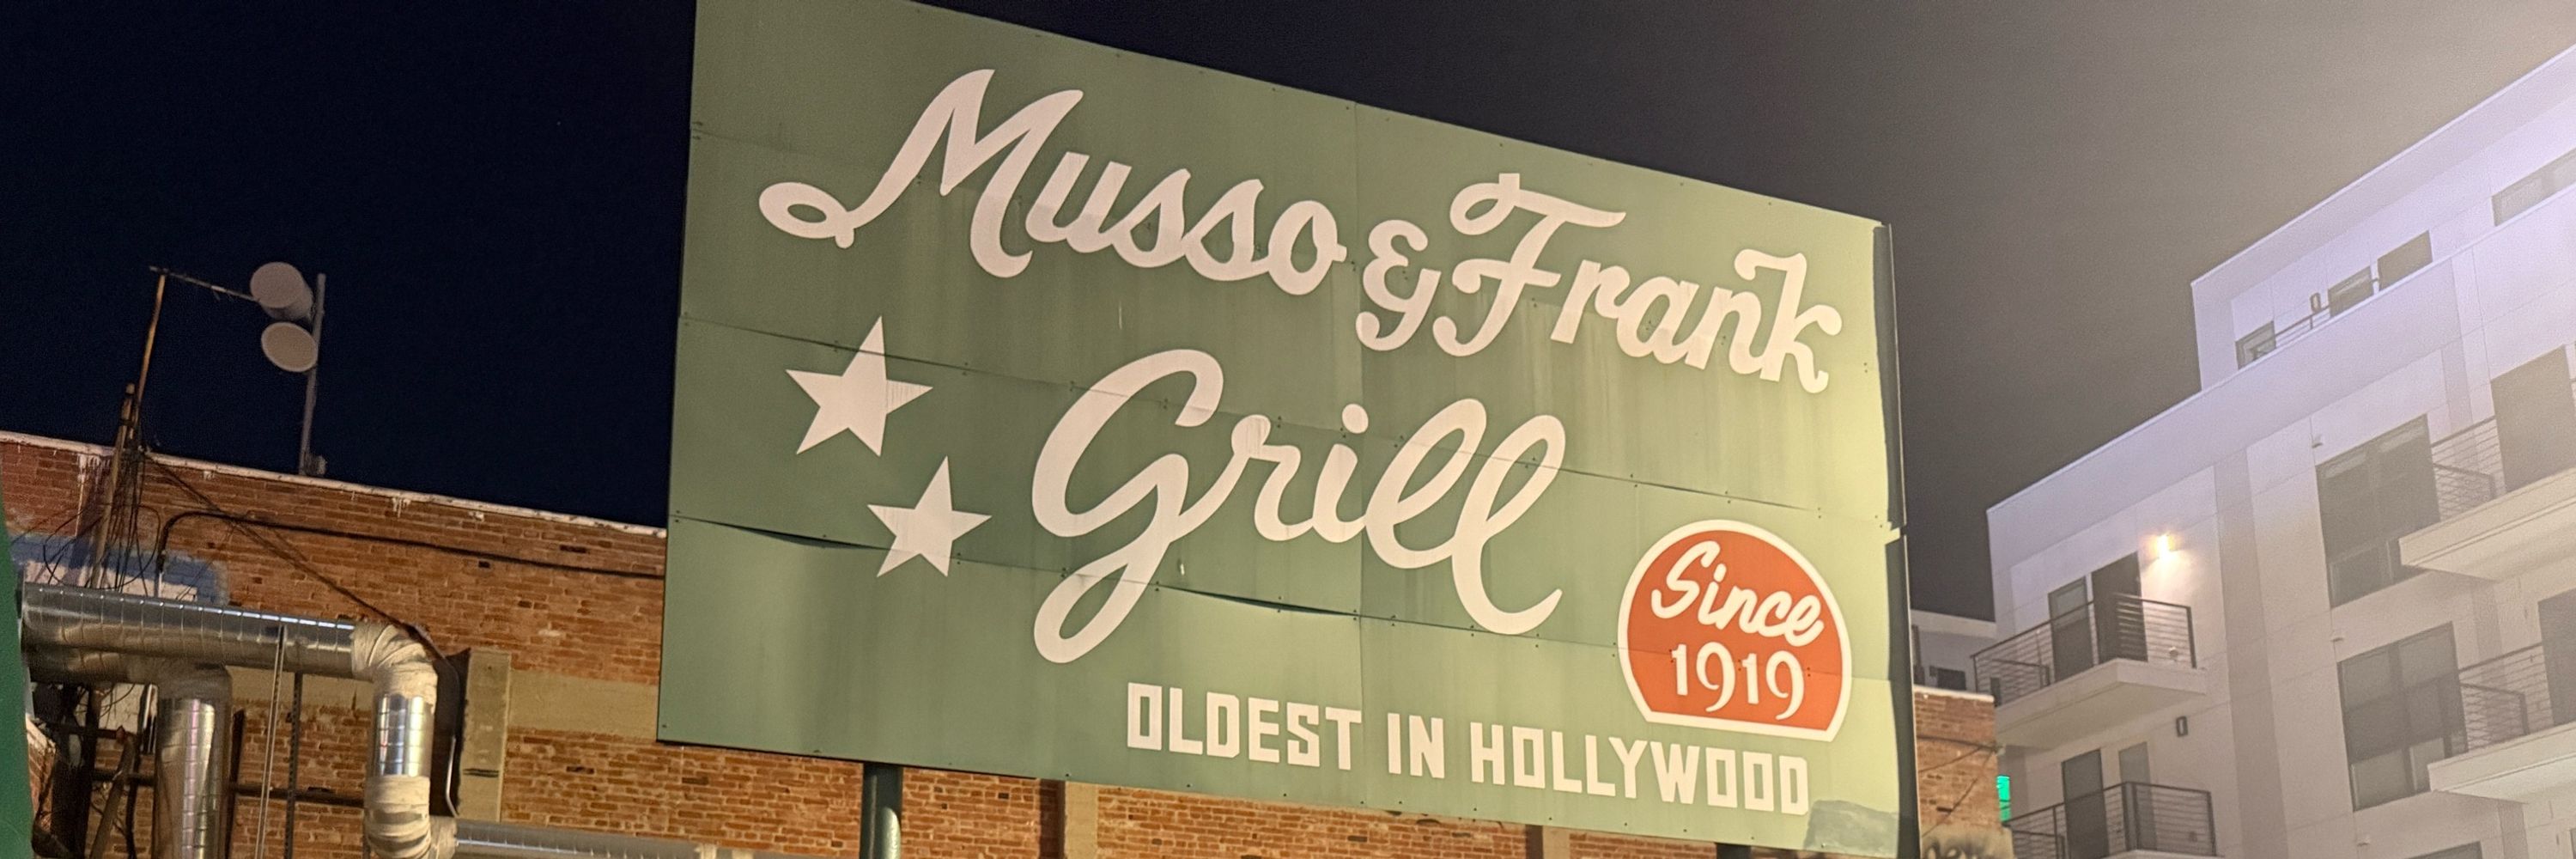 Musso & Frank
Grill
Since
1919
OLDEST IN HOLLYWOOD